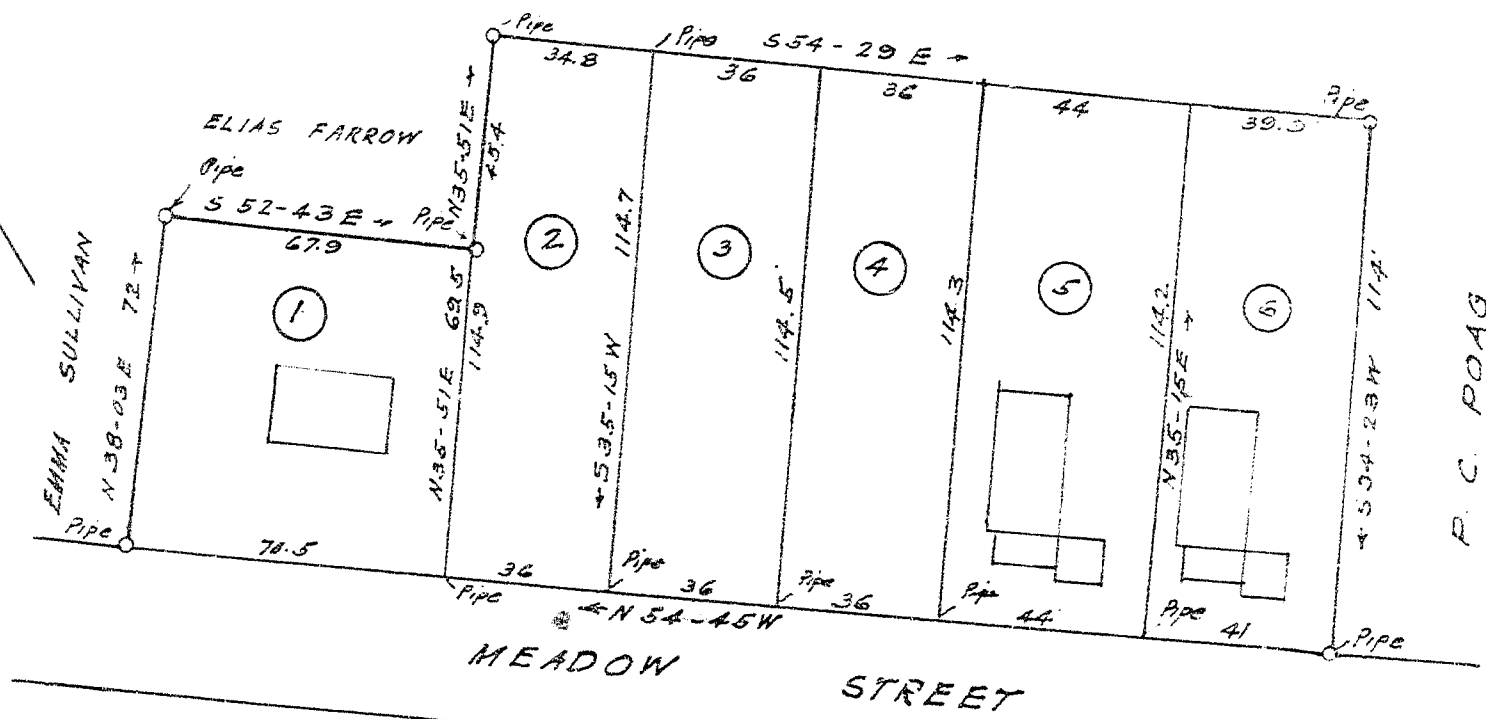 Pipe
Pipe
S 54-29 E
34.8
36
36
44
Pipe
ELIAS FARROW
N 35-51 E
45.4
Pipe
S 52-43 E
Pipe
67.9
EMMA SULLIVAN
N 38-03 E 72
1
2
3
4
5
6
N 35-51 E 69.5
114.9
114.7
S 35-15 W
114.5
114.3
114.2
N 35-15 E
114'
S 34-23 W
P. C. POAG
Pipe
70.5
Pipe
36
Pipe
36
Pipe
36
Pipe
44
Pipe
41
Pipe
N 54-45 W
MEADOW STREET